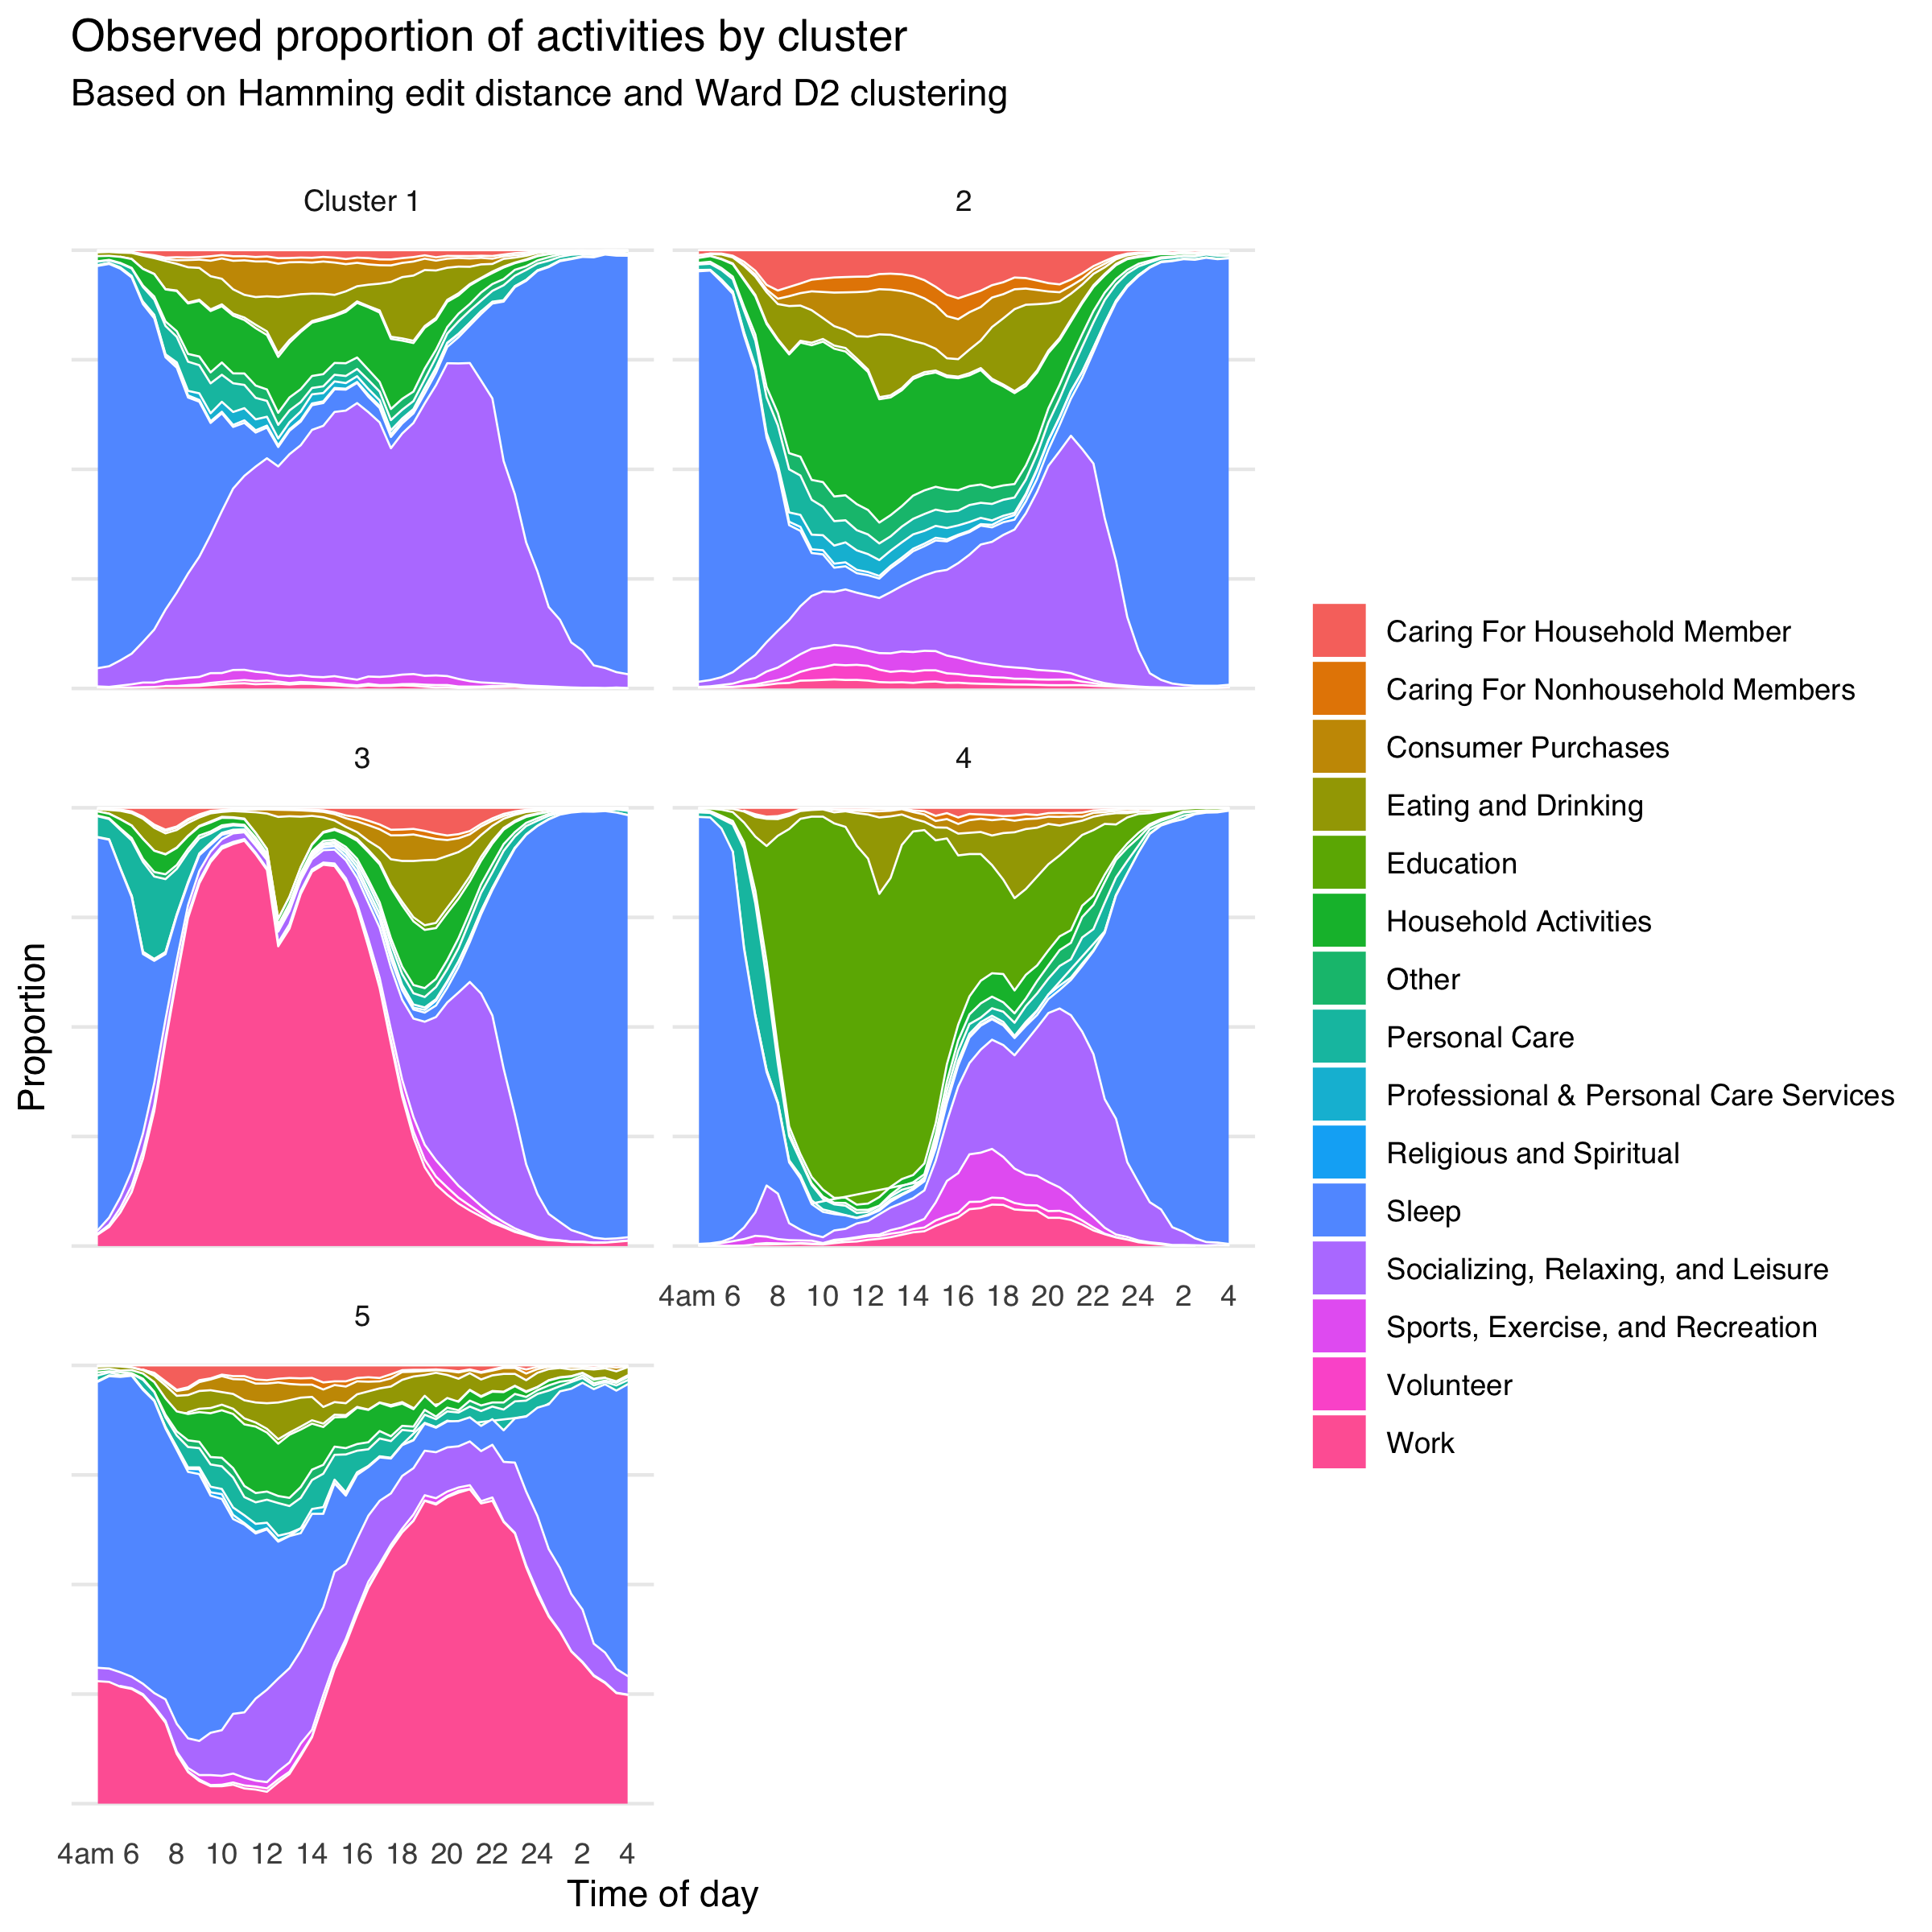 Observed proportion of activities by cluster
Based on Hamming edit distance and Ward D2 clustering
Cluster 1
2
3
4
4am 6 8 10 12 14 16 18 20 22 24 2 4
5
4am 6 8 10 12 14 16 18 20 22 24 2 4
Time of day
Proportion
Caring For Household Member
Caring For Nonhousehold Members
Consumer Purchases
Eating and Drinking
Education
Household Activities
Other
Personal Care
Professional & Personal Care Services
Religious and Spiritual
Sleep
Socializing, Relaxing, and Leisure
Sports, Exercise, and Recreation
Volunteer
Work